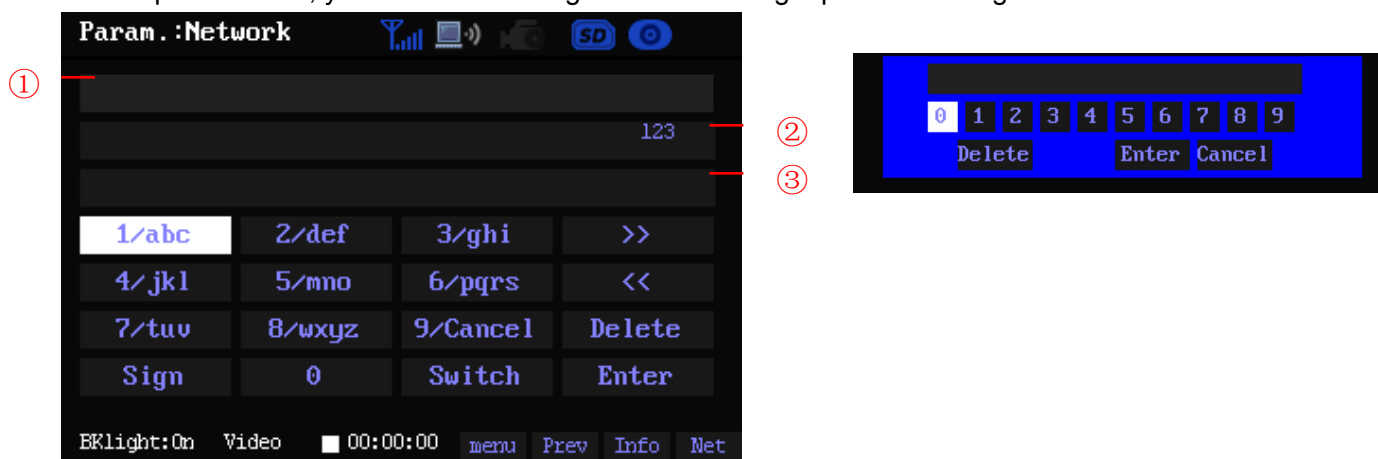 Param.:Network SD
①
123 ②
③
1/abc 2/def 3/ghi >>
4/jkl 5/mno 6/pqrs <<
7/tuv 8/wxyz 9/Cancel Delete
Sign 0 Switch Enter
BKlight:On Video 00:00:00 menu Prev Info Net
0 1 2 3 4 5 6 7 8 9
Delete Enter Cancel